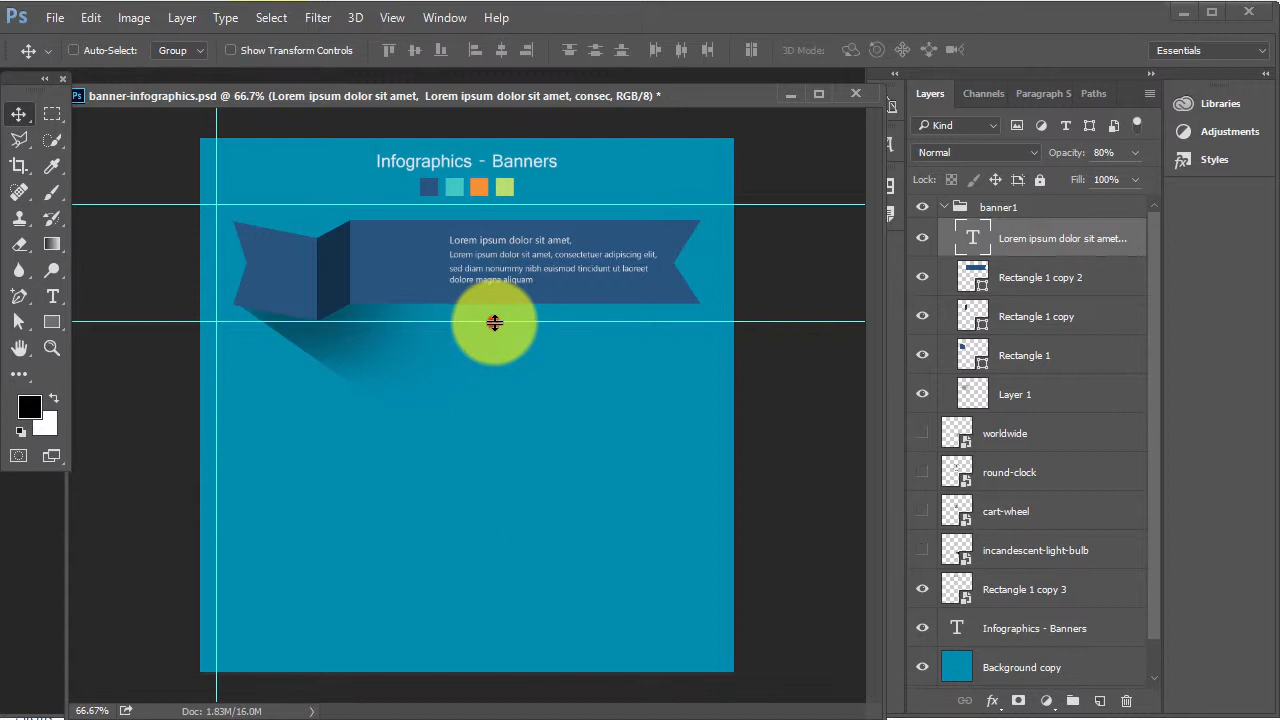 Ps File Edit Image Layer Type Select Filter 3D View Window Help
Auto-Select: Group Show Transform Controls 3D Mode: Essentials
Ps banner-infographics.psd @ 66.7% (Lorem ipsum dolor sit amet, Lorem ipsum dolor sit amet, consec, RGB/8) *
Layers Channels Paragraph S Paths
Libraries
Adjustments
Styles
Kind
Normal Opacity: 80%
Lock: Fill: 100%
Infographics - Banners
Lorem ipsum dolor sit amet,
Lorem ipsum dolor sit amet, consectetuer adipiscing elit,
sed diam nonummy nibh euismod tincidunt ut laoreet
dolore magna aliquam
banner1
T Lorem ipsum dolor sit amet...
Rectangle 1 copy 2
Rectangle 1 copy
Rectangle 1
Layer 1
worldwide
round-clock
cart-wheel
incandescent-light-bulb
Rectangle 1 copy 3
T Infographics - Banners
Background copy
fx
66.67% Doc: 1.83M/16.0M